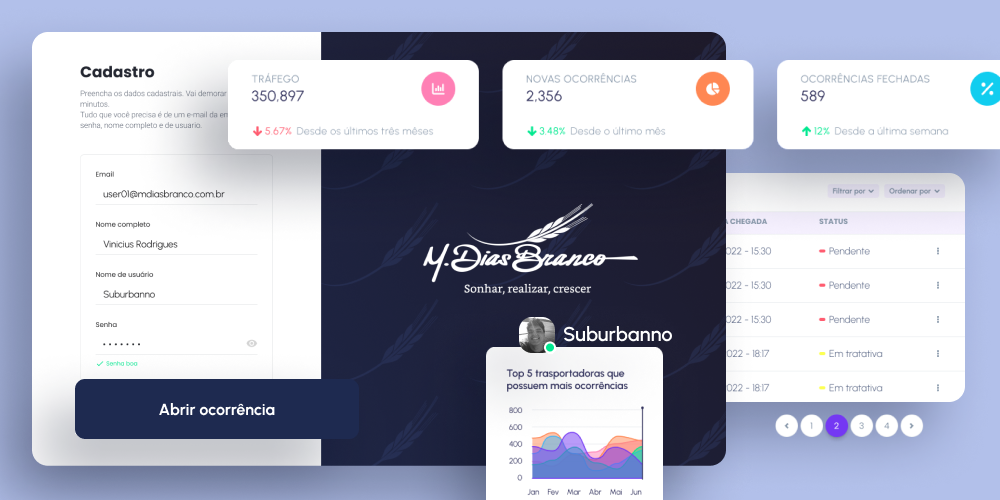 Cadastro
Preencha os dados cadastrais. Vai demorar
minutos.
Tudo que você precisa é de um e-mail da
senha, nome completo e de usuario.
Email
user01@mdiasbranco.com.br
Nome completo
Vinicius Rodrigues
Nome de usuário
Suburbanno
Senha
Senha boa
Abrir ocorrência
TRÁFEGO
350,897
5.67% Desde os últimos três mêses
NOVAS OCORRÊNCIAS
2,356
3.48% Desde o último mês
OCORRÊNCIAS FECHADAS
589
12% Desde a última semana
M.Dias Branco
Sonhar, realizar, crescer
Suburbanno
Top 5 trasportadoras que
possuem mais ocorrências
800
600
400
200
0
Jan Fev Mar Abr Mai Jun
Filtrar por Ordenar por
CHEGADA STATUS
022 - 15:30 Pendente
022 - 15:30 Pendente
022 - 15:30 Pendente
022 - 18:17 Em tratativa
022 - 18:17 Em tratativa
1 2 3 4